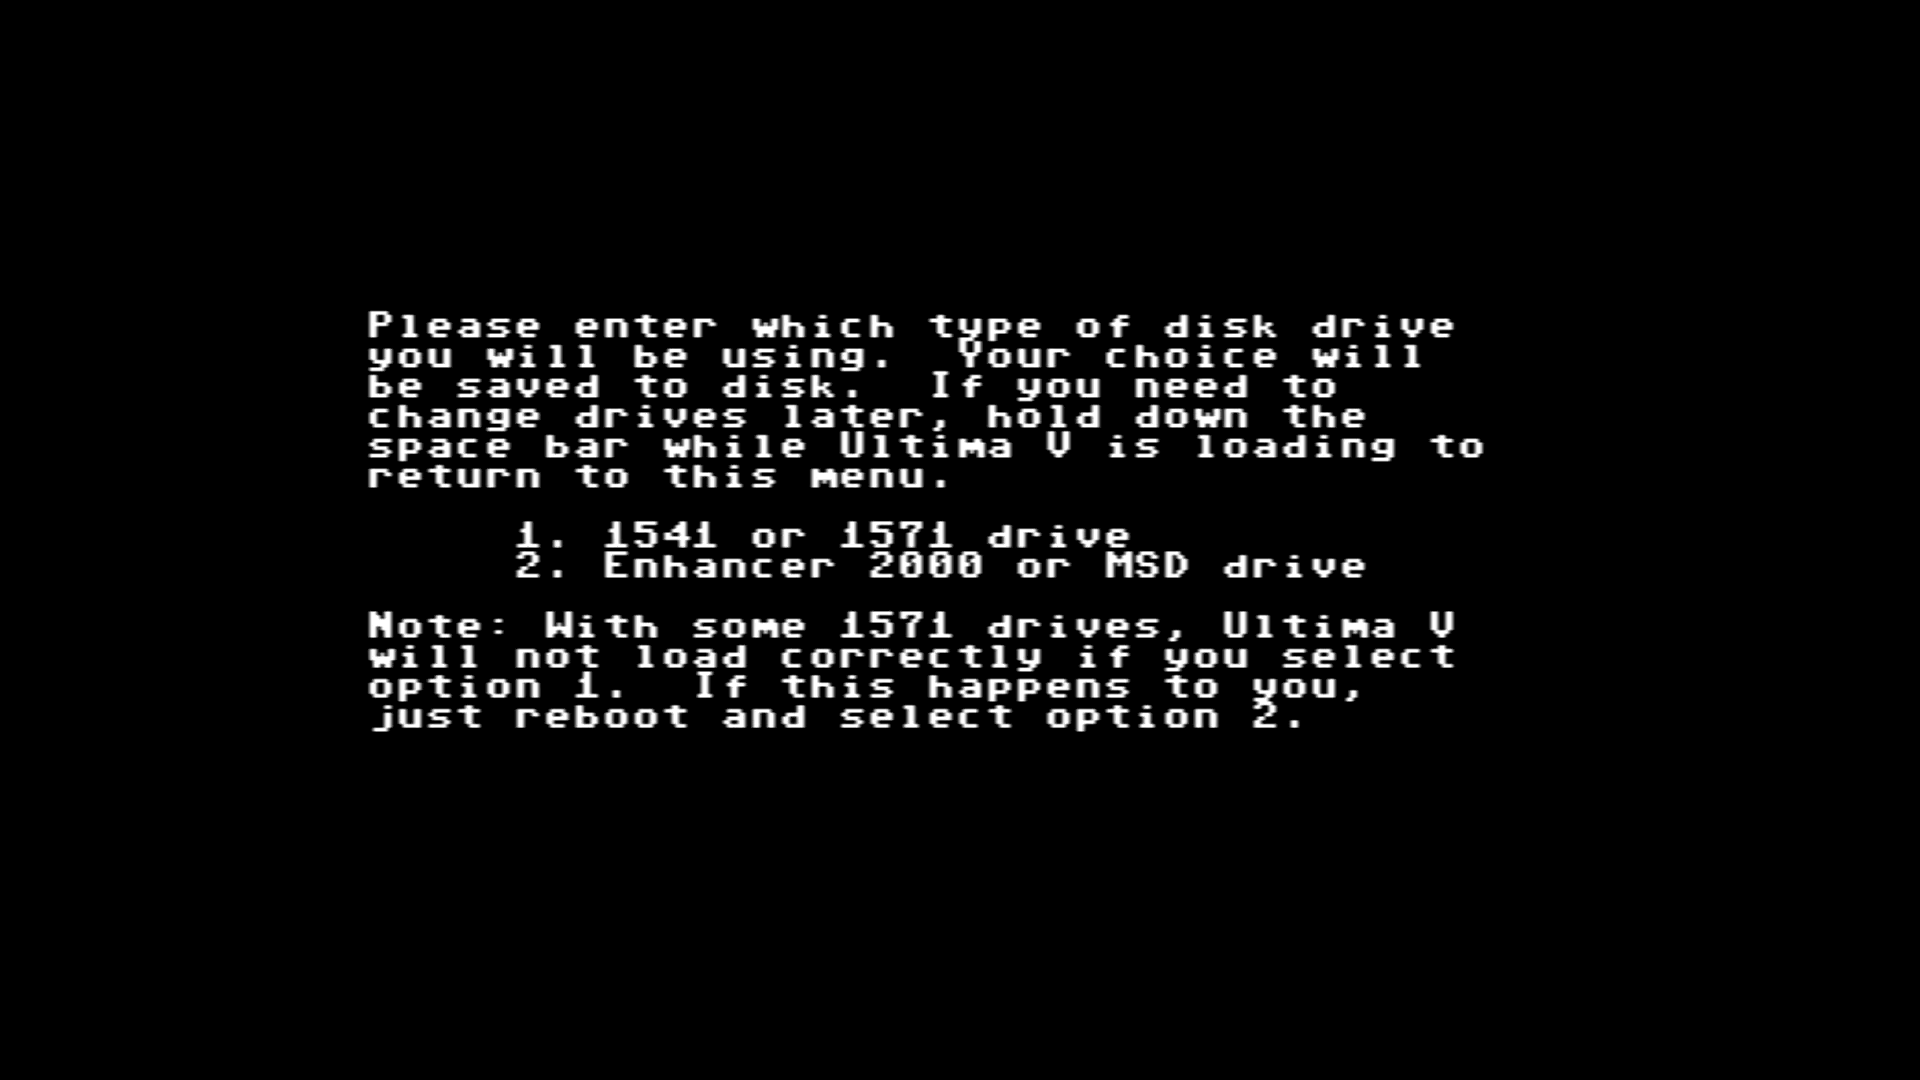 Please enter which type of disk drive
you will be using.  Your choice will
be saved to disk.  If you need to
change drives later, hold down the
space bar while Ultima V is loading to
return to this menu.
1. 1541 or 1571 drive
2. Enhancer 2000 or MSD drive
Note: With some 1571 drives, Ultima V
will not load correctly if you select
option 1.  If this happens to you,
just reboot and select option 2.